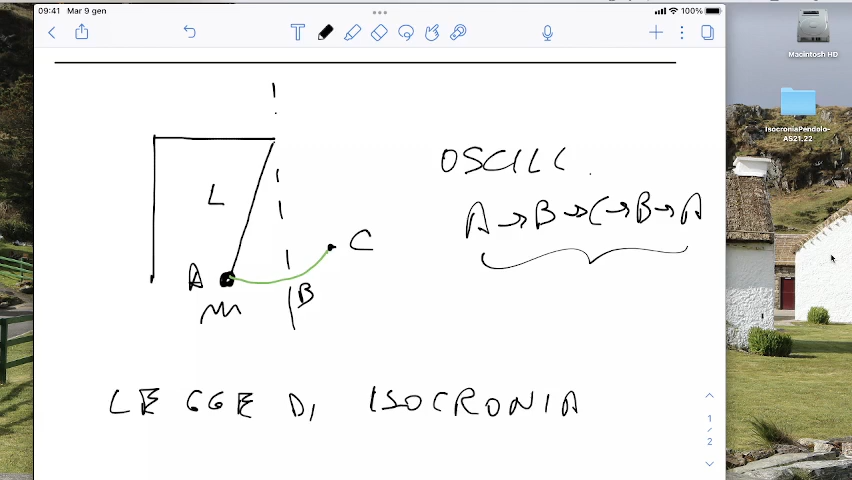 09:41 Mar 9 gen
100%
Macintosh HD
IsocroniaPendolo-
AS21.22
L
OSCILL.
A→B→C→B→A
C
A
B
m
LEGGE DI ISOCRONIA
1
/
2